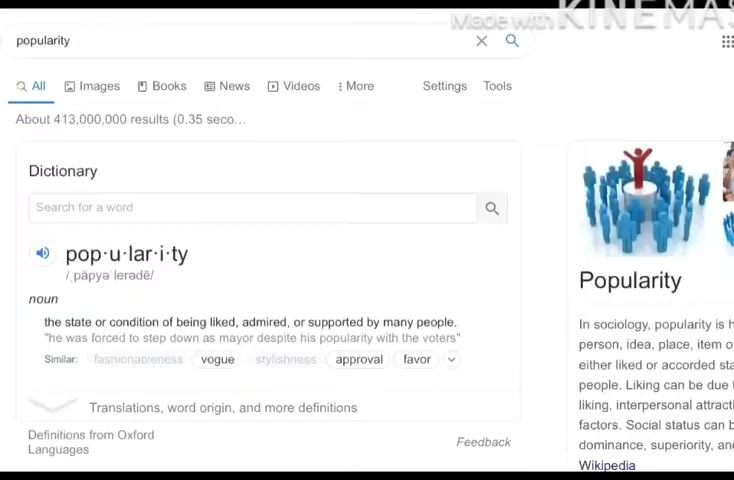 Made with KINEMAS
popularity
All Images Books News Videos More Settings Tools
About 413,000,000 results (0.35 seco...
Dictionary
Search for a word
pop·u·lar·i·ty
/ˌpäpyəˈlerədē/
noun
the state or condition of being liked, admired, or supported by many people.
"he was forced to step down as mayor despite his popularity with the voters"
Similar: fashionableness vogue stylishness approval favor
Translations, word origin, and more definitions
Definitions from Oxford
Languages
Feedback
Popularity
In sociology, popularity is h
person, idea, place, item o
either liked or accorded sta
people. Liking can be due t
liking, interpersonal attracti
factors. Social status can b
dominance, superiority, an
Wikipedia